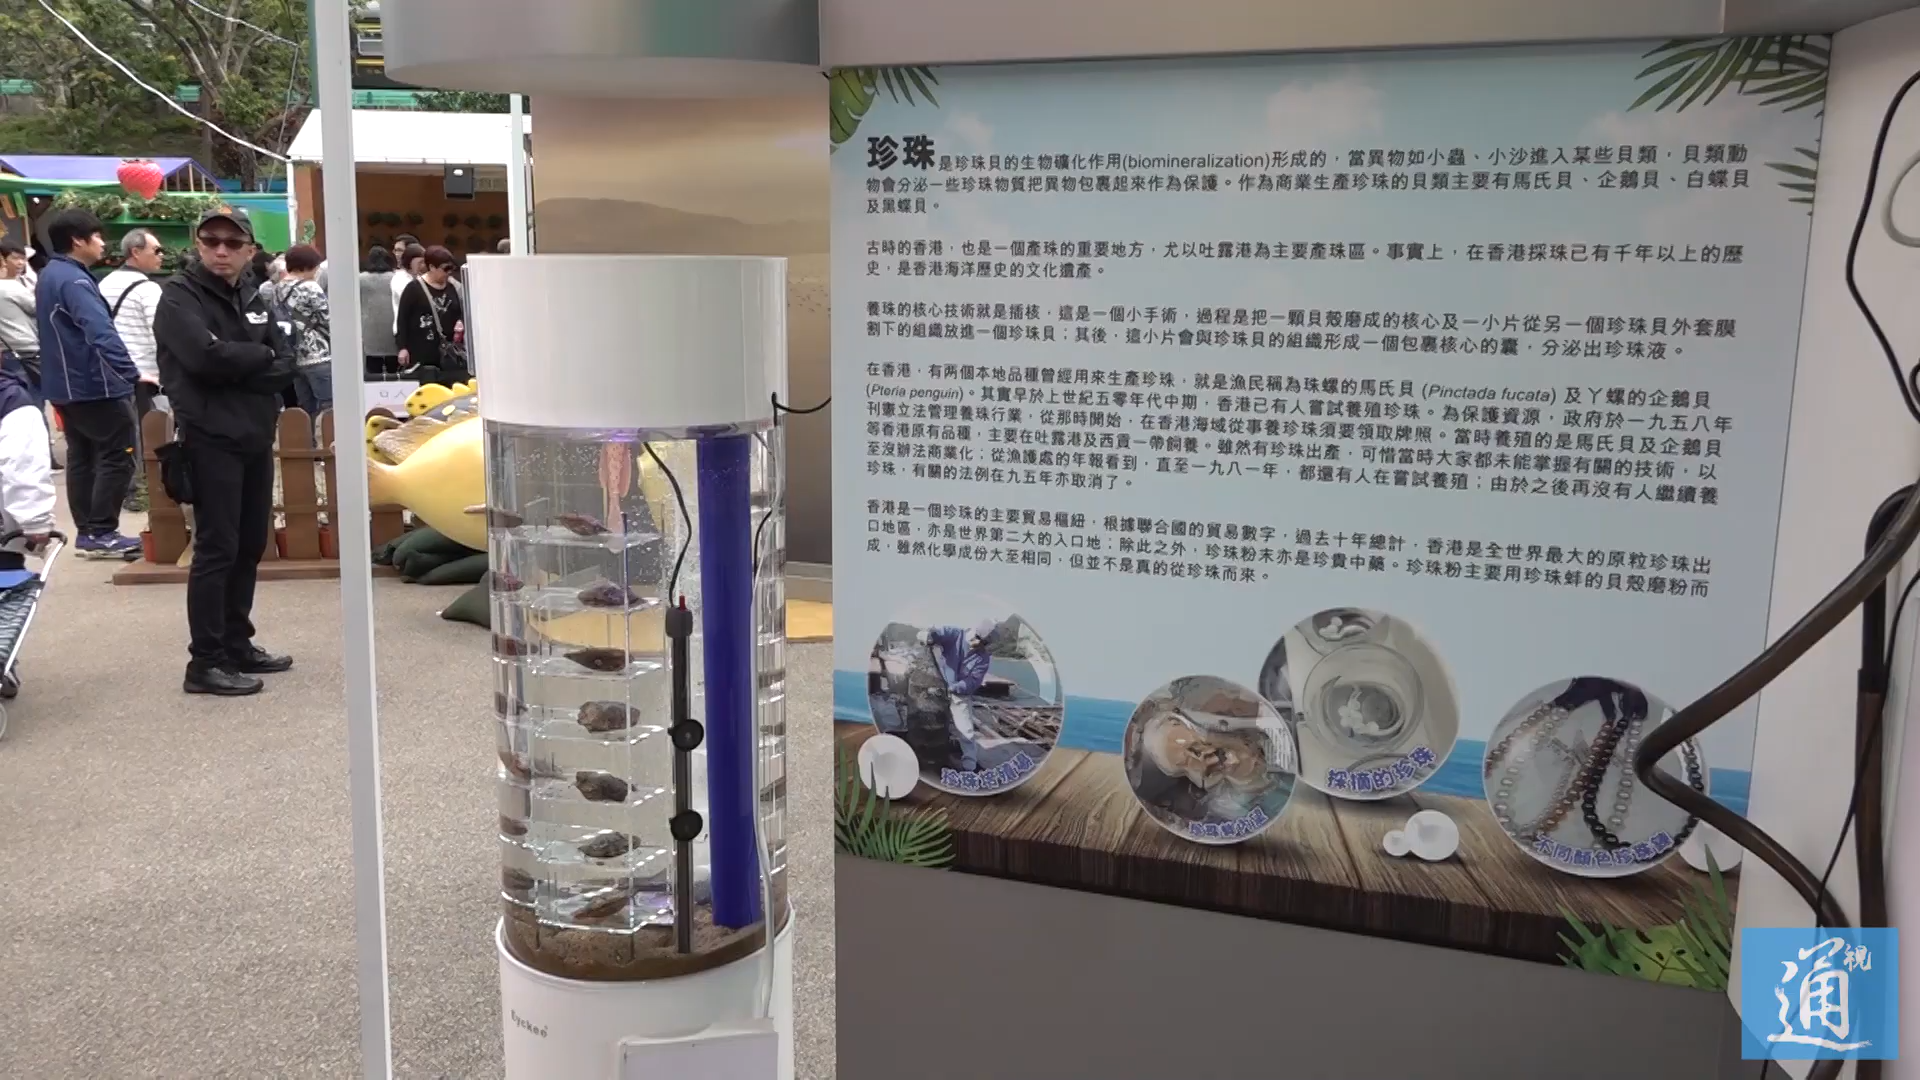 珍珠是珍珠貝的生物礦化作用(biomineralization)形成的，當異物如小蟲、小沙進入某些貝類，貝類動
物會分泌一些珍珠物質把異物包裹起來作為保護。作為商業生產珍珠的貝類主要有馬氏貝、企鵝貝、白蝶貝
及黑蝶貝。
古時的香港，也是一個產珠的重要地方，尤以吐露港為主要產珠區。事實上，在香港採珠已有千年以上的歷
史，是香港海洋歷史的文化遺產。
養珠的核心技術就是插核，這是一個小手術，過程是把一顆貝殼磨成的核心及一小片從另一個珍珠貝外套膜
割下的組織放進一個珍珠貝；其後，這小片會與珍珠貝的組織形成一個包裹核心的囊，分泌出珍珠液。
在香港，有兩個本地品種曾經用來生產珍珠，就是漁民稱為珠螺的馬氏貝 (Pinctada fucata) 及丫螺的企鵝貝
(Pteria penguin)。其實早於上世紀五零年代中期，香港已有人嘗試養殖珍珠。為保護資源，政府於一九五八年
刊憲立法管理養珠行業，從那時開始，在香港海域從事養珍珠須要領取牌照。當時養殖的是馬氏貝及企鵝貝
等香港原有品種，主要在吐露港及西貢一帶飼養。雖然有珍珠出產，可惜當時大家都未能掌握有關的技術，以
至沒辦法商業化；從漁護處的年報看到，直至一九八一年，都還有人在嘗試養殖；由於之後再沒有人繼續養
珍珠，有關的法例在九五年亦取消了。
香港是一個珍珠的主要貿易樞紐，根據聯合國的貿易數字，過去十年總計，香港是全世界最大的原粒珍珠出
口地區，亦是世界第二大的入口地；除此之外，珍珠粉末亦是珍貴中藥。珍珠粉主要用珍珠蚌的貝殼磨粉而
成，雖然化學成份大至相同，但並不是真的從珍珠而來。
採摘的珍珠
不同顏色珍珠鏈
Eyckee
通
視